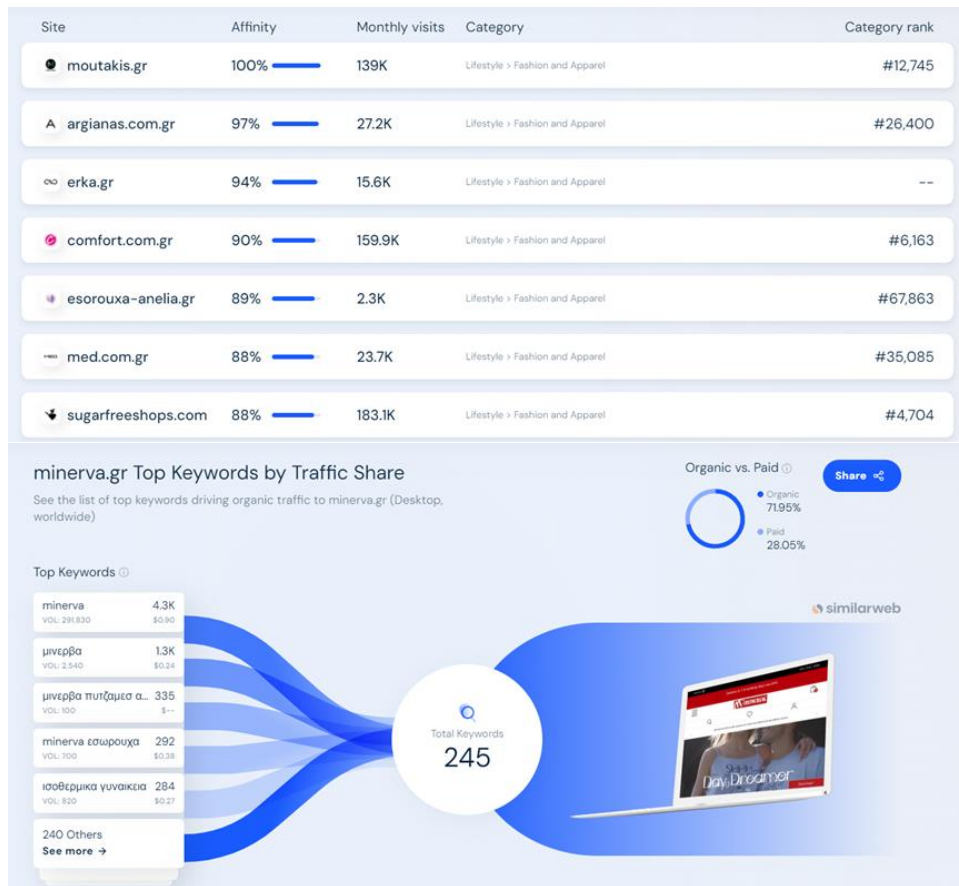 Site Affinity Monthly visits Category Category rank
moutakis.gr 100% 139K Lifestyle > Fashion and Apparel #12,745
argianas.com.gr 97% 27.2K Lifestyle > Fashion and Apparel #26,400
erka.gr 94% 15.6K Lifestyle > Fashion and Apparel --
comfort.com.gr 90% 159.9K Lifestyle > Fashion and Apparel #6,163
esorouxa-anelia.gr 89% 2.3K Lifestyle > Fashion and Apparel #67,863
med.com.gr 88% 23.7K Lifestyle > Fashion and Apparel #35,085
sugarfreeshops.com 88% 183.1K Lifestyle > Fashion and Apparel #4,704
minerva.gr Top Keywords by Traffic Share
See the list of top keywords driving organic traffic to minerva.gr (Desktop,
worldwide)
Organic vs. Paid
Organic
71.95%
Paid
28.05%
Share
Top Keywords
minerva 4.3K
VOL: 291,830 $0.90
μινερβα 1.3K
VOL: 2,540 $0.24
μινερβα πυτζαμεσ α... 335
VOL: 100 $--
minerva εσωρουχα 292
VOL: 700 $0.38
ισοθερμικα γυναικεια 284
VOL: 820 $0.27
240 Others
See more →
Total Keywords
245
similarweb
Day Dreamer